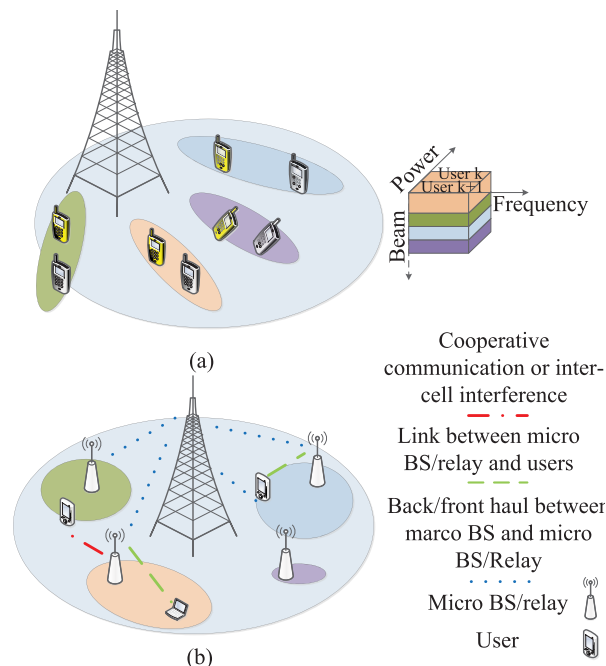 Power
User k
User k+1
Frequency
Beam
(a)
Cooperative
communication or inter-
cell interference
Link between micro
BS/relay and users
Back/front haul between
marco BS and micro
BS/Relay
Micro BS/relay
User
(b)